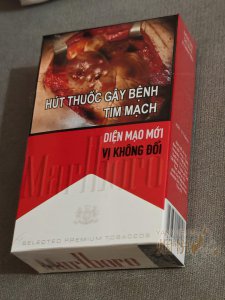 HÚT THUỐC GÂY BỆNH
TIM MẠCH
DIỆN MẠO MỚI
VỊ KHÔNG ĐỔI
Marlboro
SELECTED PREMIUM TOBACCOS
Marlboro